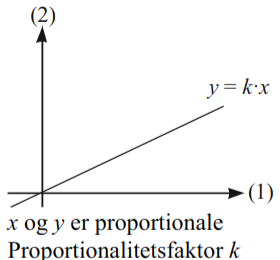 (2)
y = k·x
(1)
x og y er proportionale
Proportionalitetsfaktor k